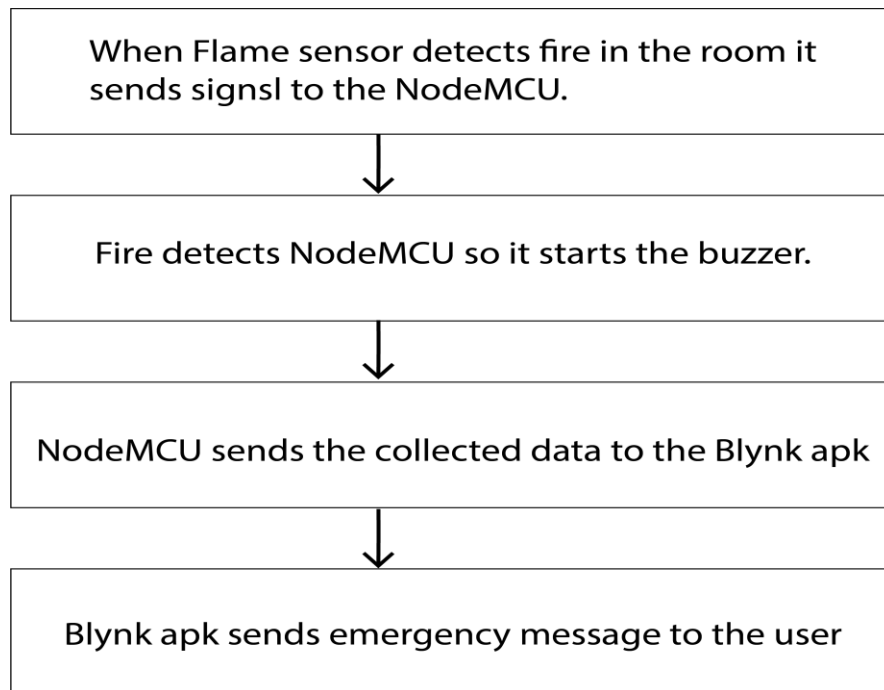 When Flame sensor detects fire in the room it
sends signsl to the NodeMCU.
Fire detects NodeMCU so it starts the buzzer.
NodeMCU sends the collected data to the Blynk apk
Blynk apk sends emergency message to the user